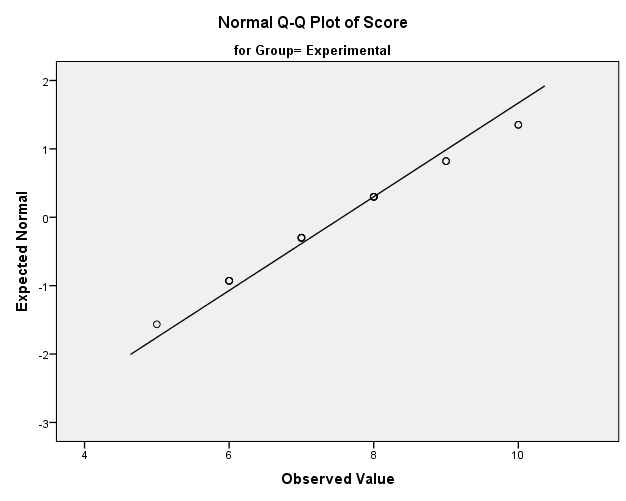 Normal Q-Q Plot of Score
for Group= Experimental
2
1
0
-1
-2
-3
Expected Normal
4 6 8 10
Observed Value